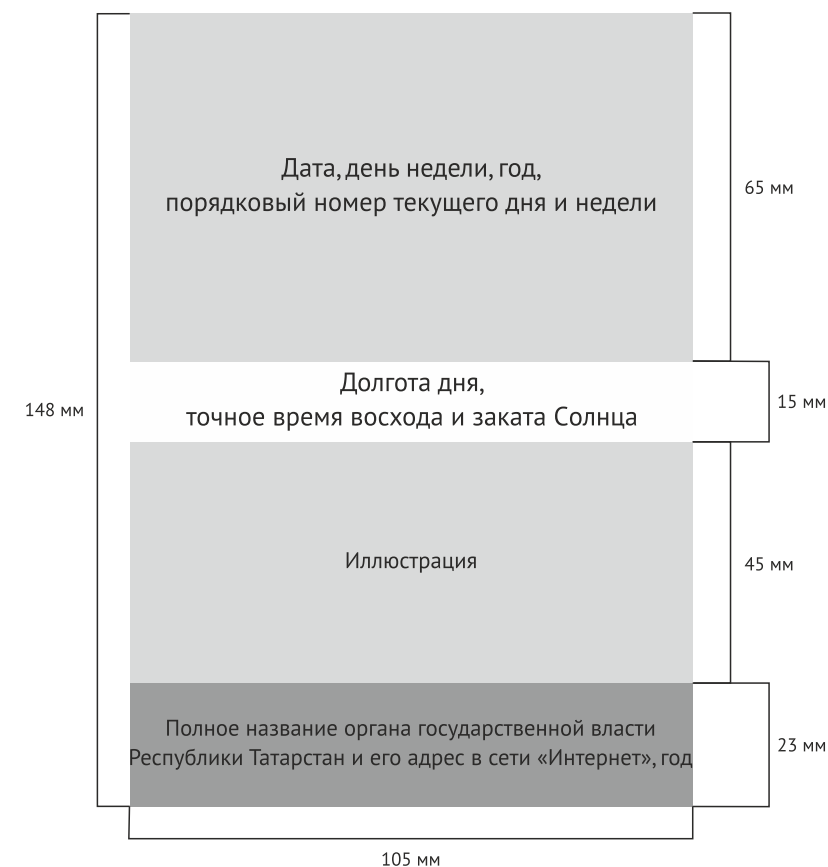 Дата, день недели, год,
порядковый номер текущего дня и недели
65 мм
Долгота дня,
точное время восхода и заката Солнца
148 мм
15 мм
Иллюстрация
45 мм
Полное название органа государственной власти
Республики Татарстан и его адрес в сети «Интернет», год
23 мм
105 мм